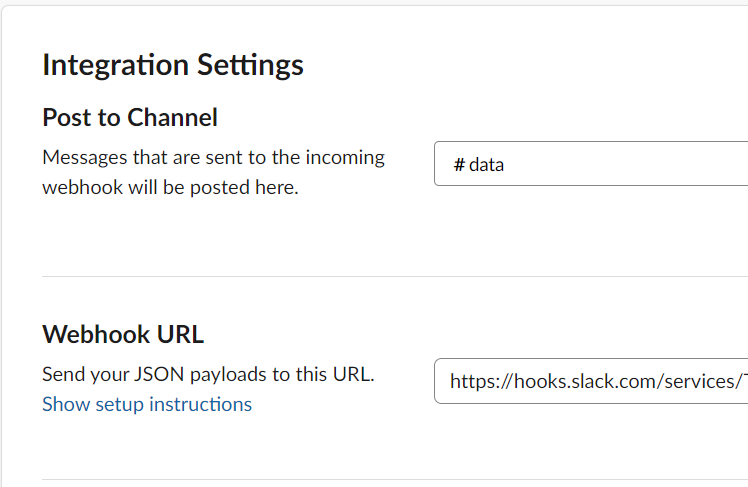 Integration Settings
Post to Channel
Messages that are sent to the incoming
webhook will be posted here.
# data
Webhook URL
Send your JSON payloads to this URL.
Show setup instructions
https://hooks.slack.com/services/